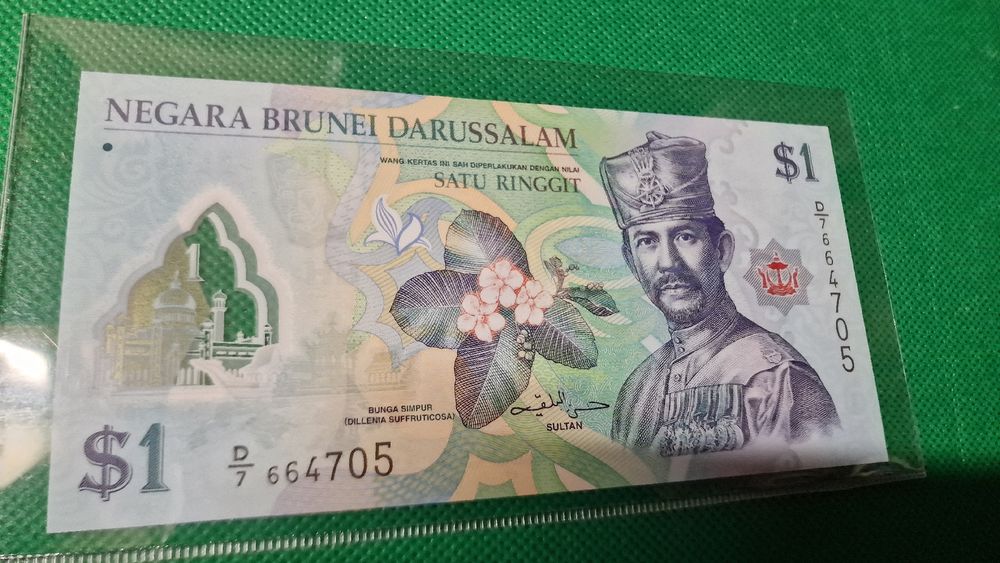 NEGARA BRUNEI DARUSSALAM
WANG KERTAS INI SAH DIPERLAKUKAN DENGAN NILAI
SATU RINGGIT
$1
D/7 664705
1
BUNGA SIMPUR
(DILLENIA SUFFRUTICOSA)
SULTAN
$1
D/7 664705